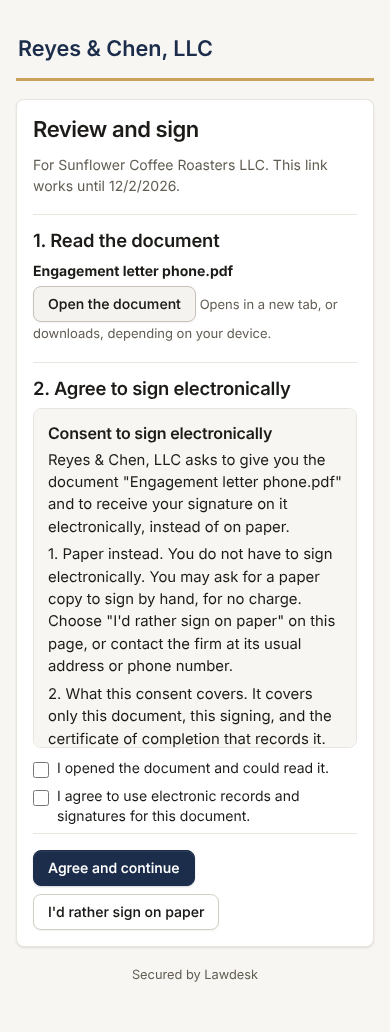 Reyes & Chen, LLC
Review and sign
For Sunflower Coffee Roasters LLC. This link
works until 12/2/2026.
1. Read the document
Engagement letter phone.pdf
Open the document Opens in a new tab, or
downloads, depending on your device.
2. Agree to sign electronically
Consent to sign electronically
Reyes & Chen, LLC asks to give you the
document "Engagement letter phone.pdf"
and to receive your signature on it
electronically, instead of on paper.
1. Paper instead. You do not have to sign
electronically. You may ask for a paper
copy to sign by hand, for no charge.
Choose "I'd rather sign on paper" on this
page, or contact the firm at its usual
address or phone number.
2. What this consent covers. It covers
only this document, this signing, and the
certificate of completion that records it.
I opened the document and could read it.
I agree to use electronic records and
signatures for this document.
Agree and continue
I'd rather sign on paper
Secured by Lawdesk